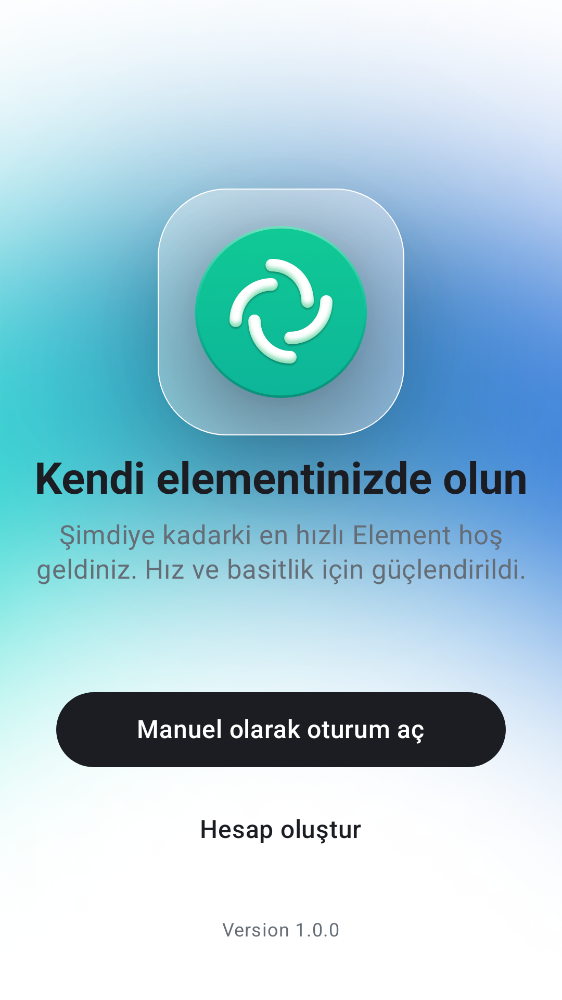 Kendi elementinizde olun
Şimdiye kadarki en hızlı Element hoş
geldiniz. Hız ve basitlik için güçlendirildi.
Manuel olarak oturum aç
Hesap oluştur
Version 1.0.0